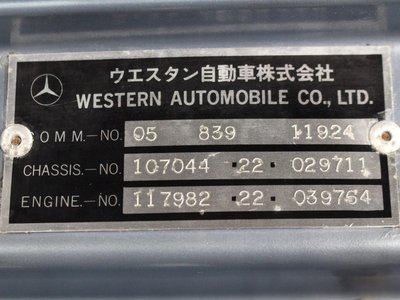 ウエスタン自動車株式会社
WESTERN AUTOMOBILE CO., LTD.
COMM.-NO. 05 839 11924
CHASSIS.-NO. 107044·22·029711
ENGINE.-NO. 117982·22·039764